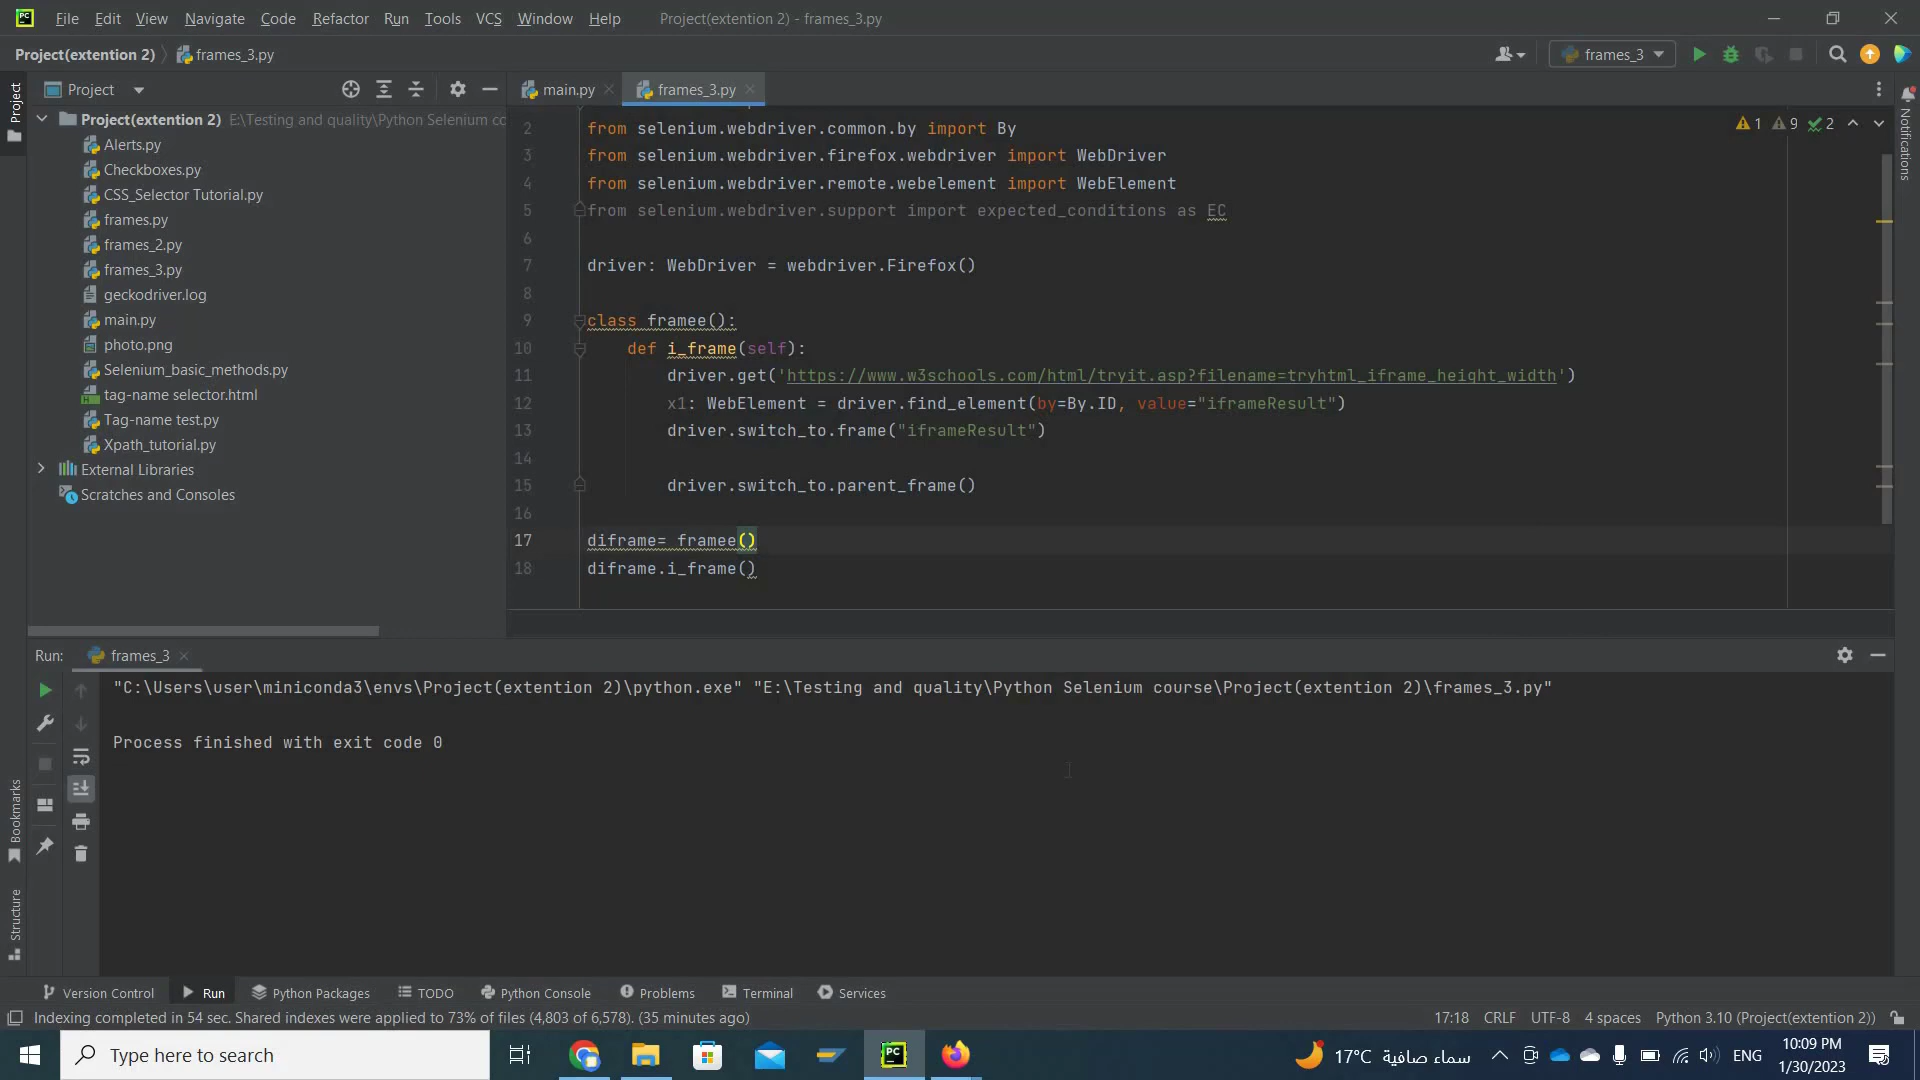 File Edit View Navigate Code Refactor Run Tools VCS Window Help Project(extention 2) - frames_3.py
Project(extention 2) frames_3.py
frames_3
Project
main.py frames_3.py
Project(extention 2) E:\Testing and quality\Python Selenium co
Alerts.py
Checkboxes.py
CSS_Selector Tutorial.py
frames.py
frames_2.py
frames_3.py
geckodriver.log
main.py
photo.png
Selenium_basic_methods.py
tag-name selector.html
Tag-name test.py
Xpath_tutorial.py
External Libraries
Scratches and Consoles
Project
Bookmarks
Structure
Notifications
1 9 2
2 from selenium.webdriver.common.by import By
3 from selenium.webdriver.firefox.webdriver import WebDriver
4 from selenium.webdriver.remote.webelement import WebElement
5 from selenium.webdriver.support import expected_conditions as EC
6
7 driver: WebDriver = webdriver.Firefox()
8
9 class framee():
10 def i_frame(self):
11 driver.get('https://www.w3schools.com/html/tryit.asp?filename=tryhtml_iframe_height_width')
12 x1: WebElement = driver.find_element(by=By.ID, value="iframeResult")
13 driver.switch_to.frame("iframeResult")
14
15 driver.switch_to.parent_frame()
16
17 diframe= framee()
18 diframe.i_frame()
Run: frames_3
"C:\Users\user\miniconda3\envs\Project(extention 2)\python.exe" "E:\Testing and quality\Python Selenium course\Project(extention 2)\frames_3.py"
Process finished with exit code 0
Version Control Run Python Packages TODO Python Console Problems Terminal Services
Indexing completed in 54 sec. Shared indexes were applied to 73% of files (4,803 of 6,578). (35 minutes ago) 17:18 CRLF UTF-8 4 spaces Python 3.10 (Project(extention 2))
Type here to search
PC
17°C سماء صافية
ENG
10:09 PM
1/30/2023